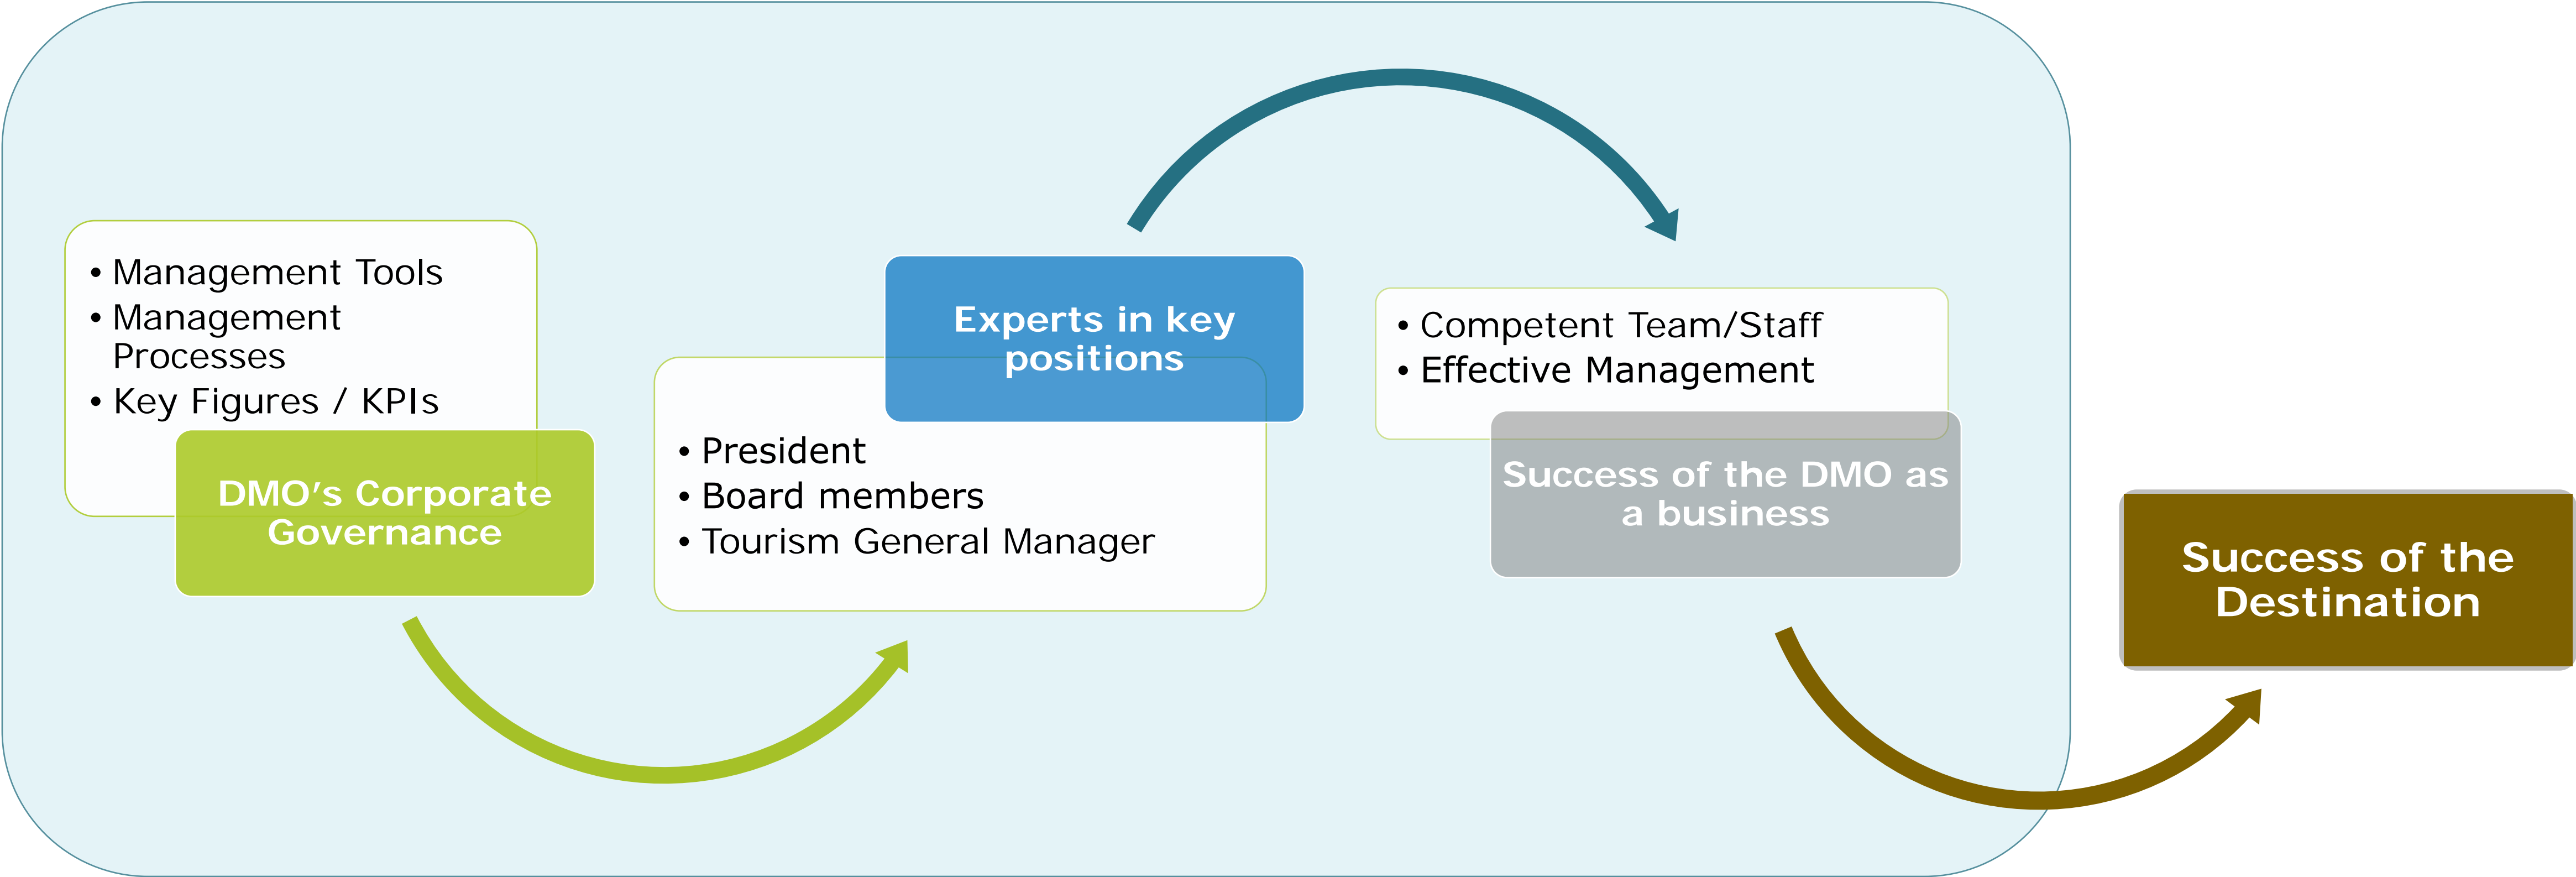 • Management Tools
• Management
Processes
• Key Figures / KPIs
DMO’s Corporate
Governance
Experts in key
positions
• President
• Board members
• Tourism General Manager
• Competent Team/Staff
• Effective Management
Success of the DMO as
a business
Success of the
Destination